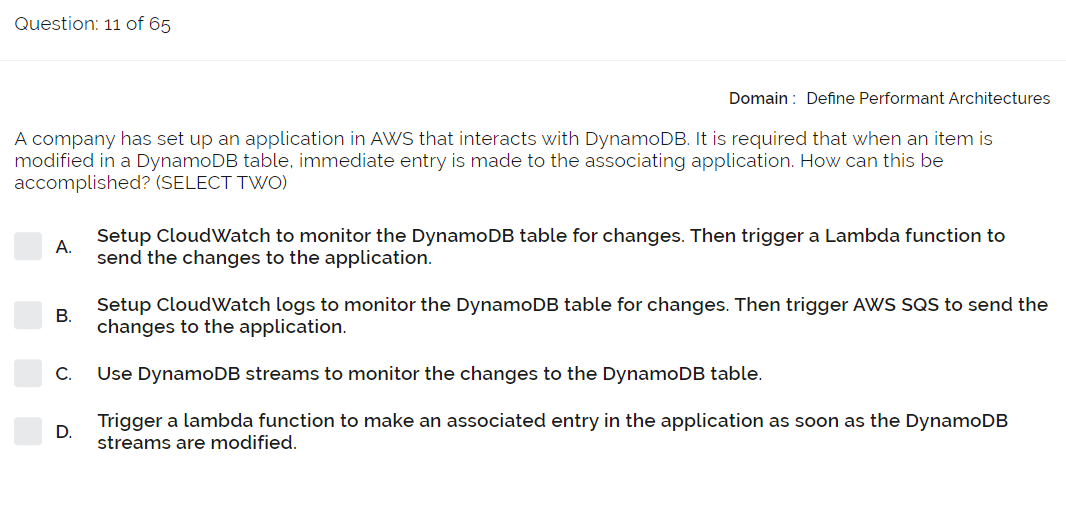 Question: 11 of 65
Domain : Define Performant Architectures
A company has set up an application in AWS that interacts with DynamoDB. It is required that when an item is
modified in a DynamoDB table, immediate entry is made to the associating application. How can this be
accomplished? (SELECT TWO)
A. Setup CloudWatch to monitor the DynamoDB table for changes. Then trigger a Lambda function to
send the changes to the application.
B. Setup CloudWatch logs to monitor the DynamoDB table for changes. Then trigger AWS SQS to send the
changes to the application.
C. Use DynamoDB streams to monitor the changes to the DynamoDB table.
D. Trigger a lambda function to make an associated entry in the application as soon as the DynamoDB
streams are modified.